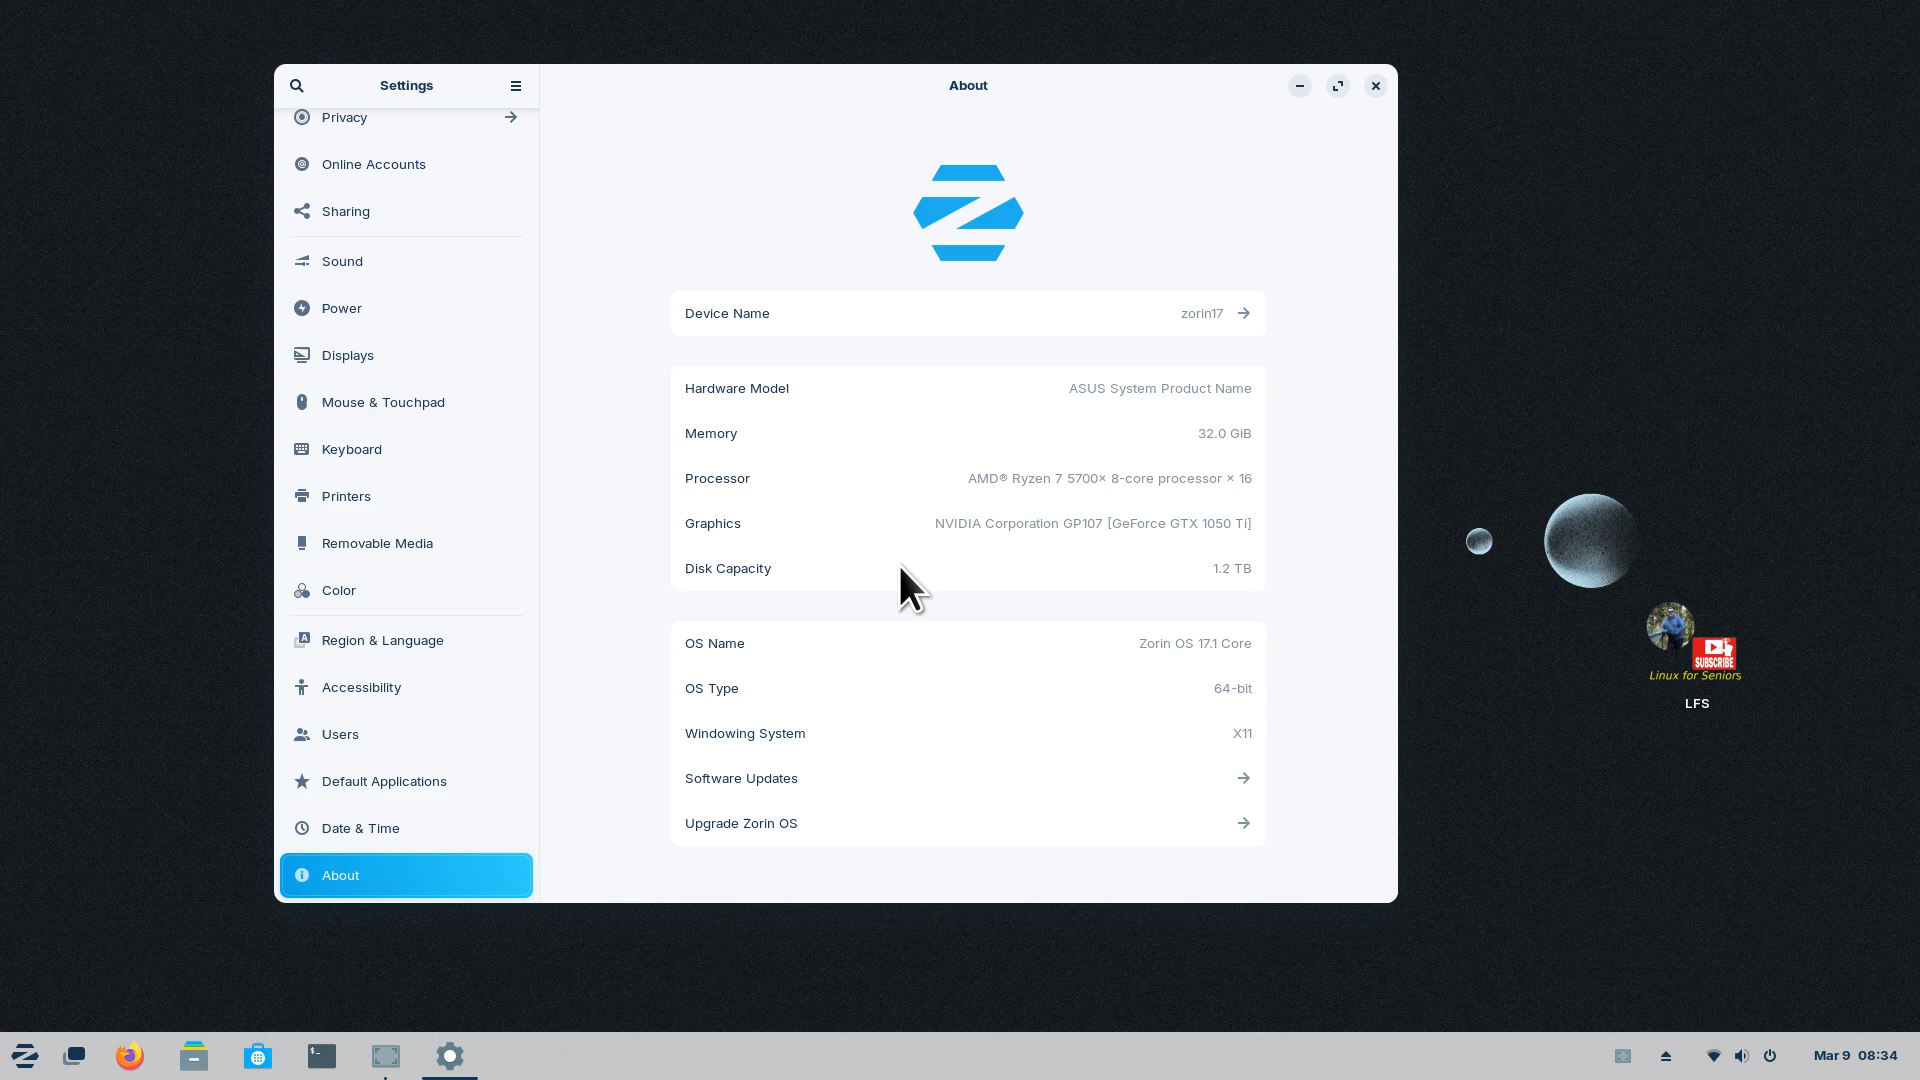 Settings
About
Privacy
Online Accounts
Sharing
Sound
Power
Displays
Mouse & Touchpad
Keyboard
Printers
Removable Media
Color
Region & Language
Accessibility
Users
Default Applications
Date & Time
About
Device Name zorin17
Hardware Model ASUS System Product Name
Memory 32.0 GiB
Processor AMD® Ryzen 7 5700× 8-core processor × 16
Graphics NVIDIA Corporation GP107 [GeForce GTX 1050 Ti]
Disk Capacity 1.2 TB
OS Name Zorin OS 17.1 Core
OS Type 64-bit
Windowing System X11
Software Updates
Upgrade Zorin OS
SUBSCRIBE
Linux for Seniors
LFS
Mar 9 08:34